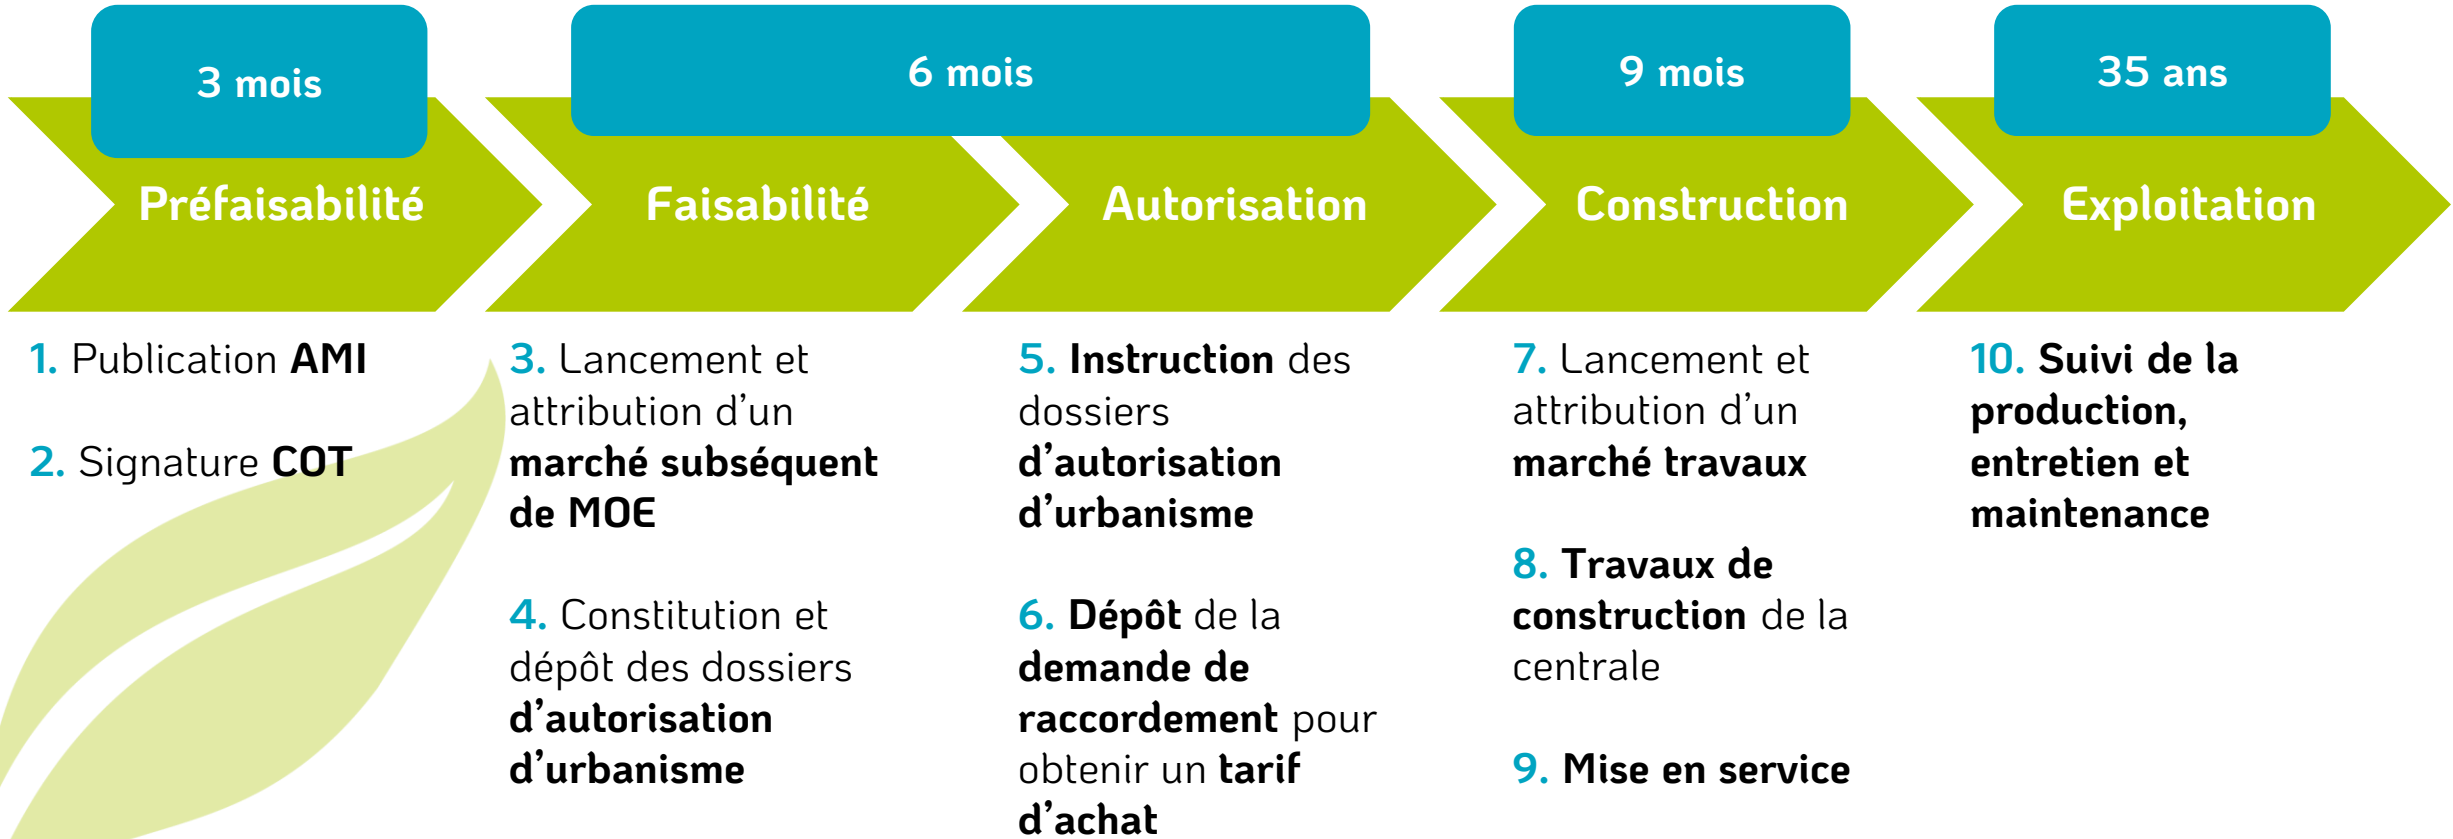 3 mois
6 mois
9 mois
35 ans
Préfaisabilité
Faisabilité
Autorisation
Construction
Exploitation
1. Publication AMI
2. Signature COT
3. Lancement et
attribution d’un
marché subséquent
de MOE
4. Constitution et
dépôt des dossiers
d’autorisation
d’urbanisme
5. Instruction des
dossiers
d’autorisation
d’urbanisme
6. Dépôt de la
demande de
raccordement pour
obtenir un tarif
d’achat
7. Lancement et
attribution d’un
marché travaux
8. Travaux de
construction de la
centrale
9. Mise en service
10. Suivi de la
production,
entretien et
maintenance